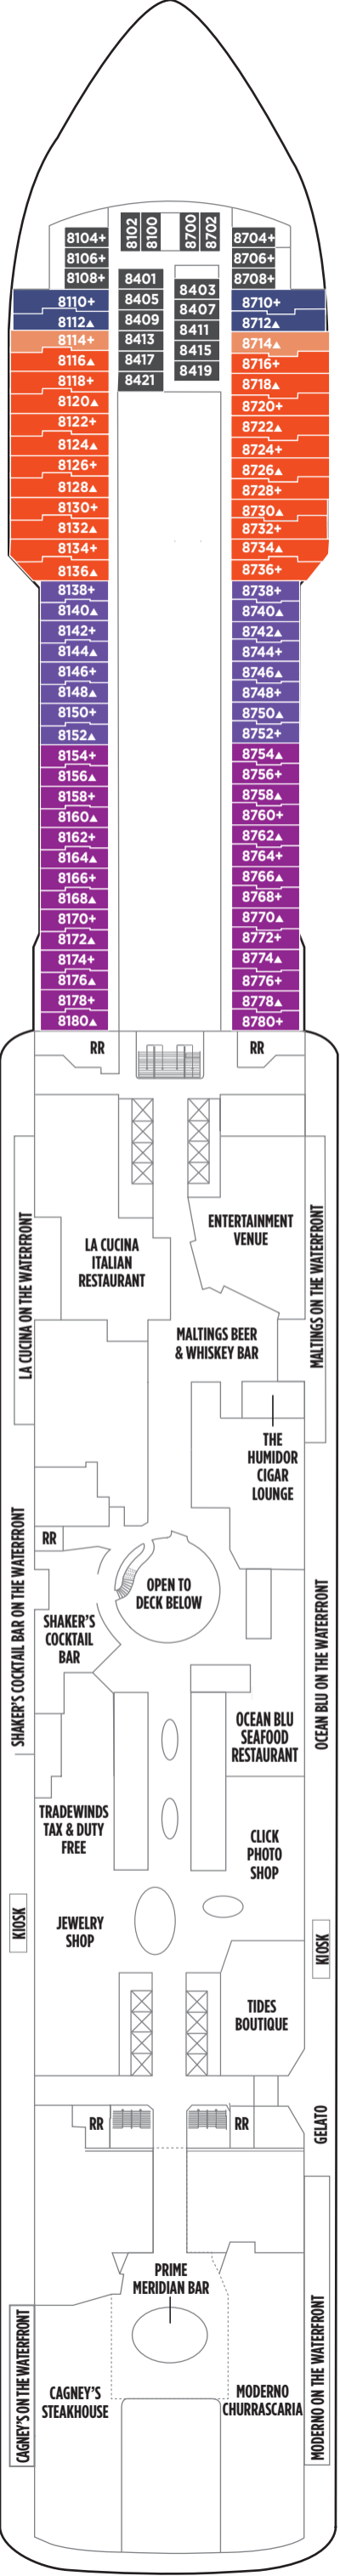 8102
8100
8700
8702
8104+
8704+
8106+
8706+
8108+
8401
8708+
8403
8110+
8405
8710+
8407
8112▲
8409
8712▲
8411
8114+
8413
8714▲
8415
8116▲
8417
8716+
8419
8118+
8421
8718▲
8120▲
8720+
8122+
8722▲
8124▲
8724+
8126+
8726▲
8128▲
8728+
8130+
8730▲
8132▲
8732+
8134+
8734▲
8136▲
8736+
8138+
8738+
8140▲
8740▲
8142+
8742▲
8144▲
8744+
8146+
8746▲
8148▲
8748+
8150+
8750▲
8152▲
8752+
8154+
8754▲
8156▲
8756+
8158+
8758▲
8160▲
8760+
8162+
8762▲
8164▲
8764+
8166+
8766▲
8168▲
8768+
8170+
8770▲
8172▲
8772+
8174+
8774▲
8176▲
8776+
8178+
8778▲
8180▲
8780+
RR
RR
LA CUCINA ON THE WATERFRONT
LA CUCINA
ITALIAN
RESTAURANT
ENTERTAINMENT
VENUE
MALTINGS ON THE WATERFRONT
MALTINGS BEER
& WHISKEY BAR
THE
HUMIDOR
CIGAR
LOUNGE
RR
SHAKER'S COCKTAIL BAR ON THE WATERFRONT
OPEN TO
DECK BELOW
SHAKER'S
COCKTAIL
BAR
OCEAN BLU ON THE WATERFRONT
OCEAN BLU
SEAFOOD
RESTAURANT
TRADEWINDS
TAX & DUTY
FREE
CLICK
PHOTO
SHOP
KIOSK
JEWELRY
SHOP
KIOSK
TIDES
BOUTIQUE
RR
RR
GELATO
PRIME
MERIDIAN BAR
CAGNEY'S ON THE WATERFRONT
CAGNEY'S
STEAKHOUSE
MODERNO
CHURRASCARIA
MODERNO ON THE WATERFRONT